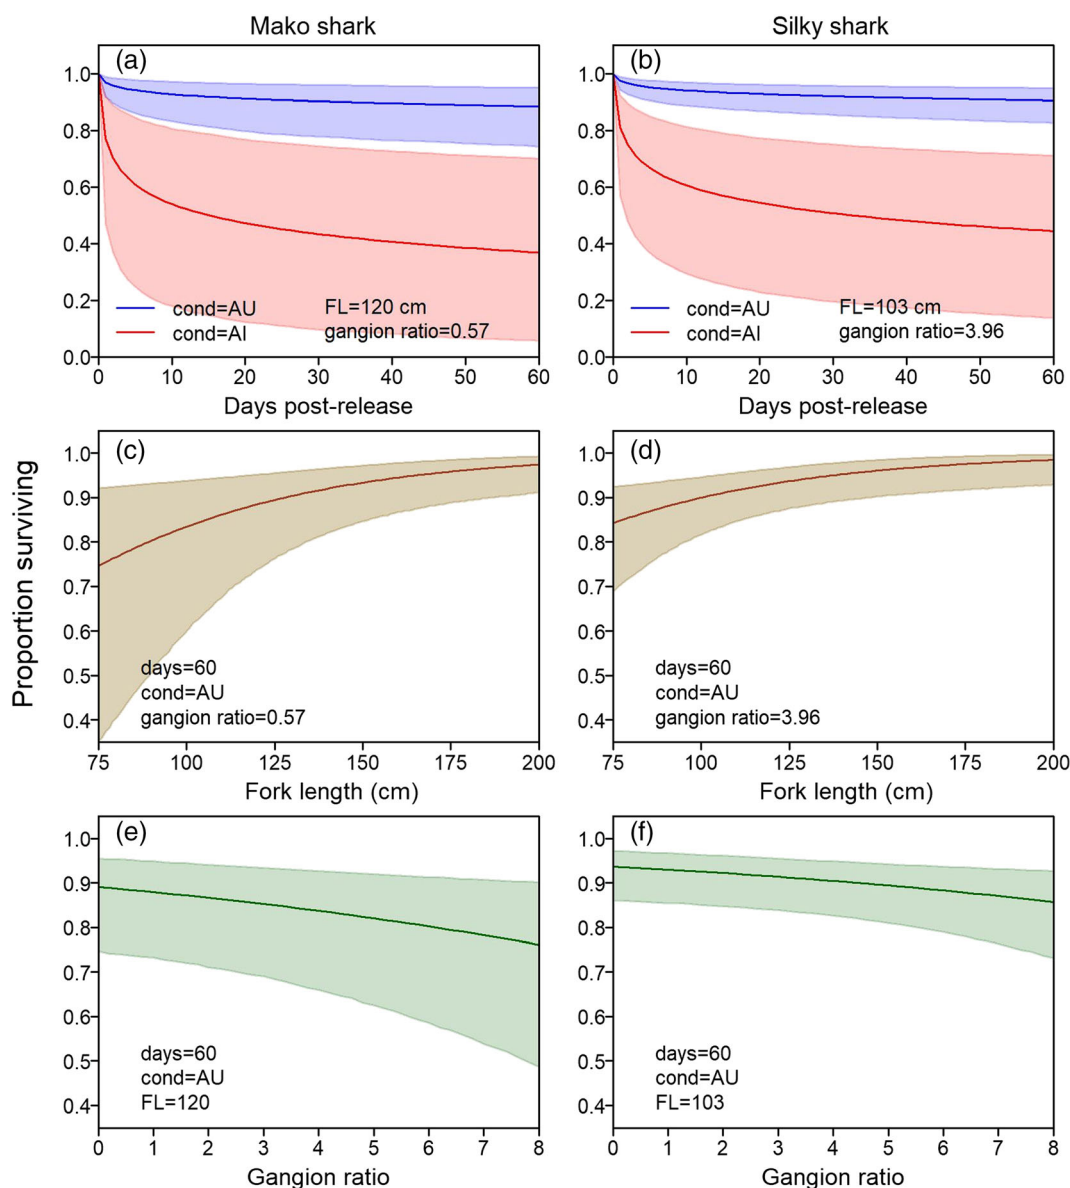 Mako shark
Silky shark
(a)
1.0
0.8
0.6
0.4
0.2
0.0
cond=AU
cond=AI
FL=120 cm
gangion ratio=0.57
0 10 20 30 40 50 60
Days post-release
(b)
1.0
0.8
0.6
0.4
0.2
0.0
cond=AU
cond=AI
FL=103 cm
gangion ratio=3.96
0 10 20 30 40 50 60
Days post-release
Proportion surviving
(c)
1.0
0.9
0.8
0.7
0.6
0.5
0.4
days=60
cond=AU
gangion ratio=0.57
75 100 125 150 175 200
Fork length (cm)
(d)
1.0
0.9
0.8
0.7
0.6
0.5
0.4
days=60
cond=AU
gangion ratio=3.96
75 100 125 150 175 200
Fork length (cm)
(e)
1.0
0.9
0.8
0.7
0.6
0.5
0.4
days=60
cond=AU
FL=120
0 1 2 3 4 5 6 7 8
Gangion ratio
(f)
1.0
0.9
0.8
0.7
0.6
0.5
0.4
days=60
cond=AU
FL=103
0 1 2 3 4 5 6 7 8
Gangion ratio